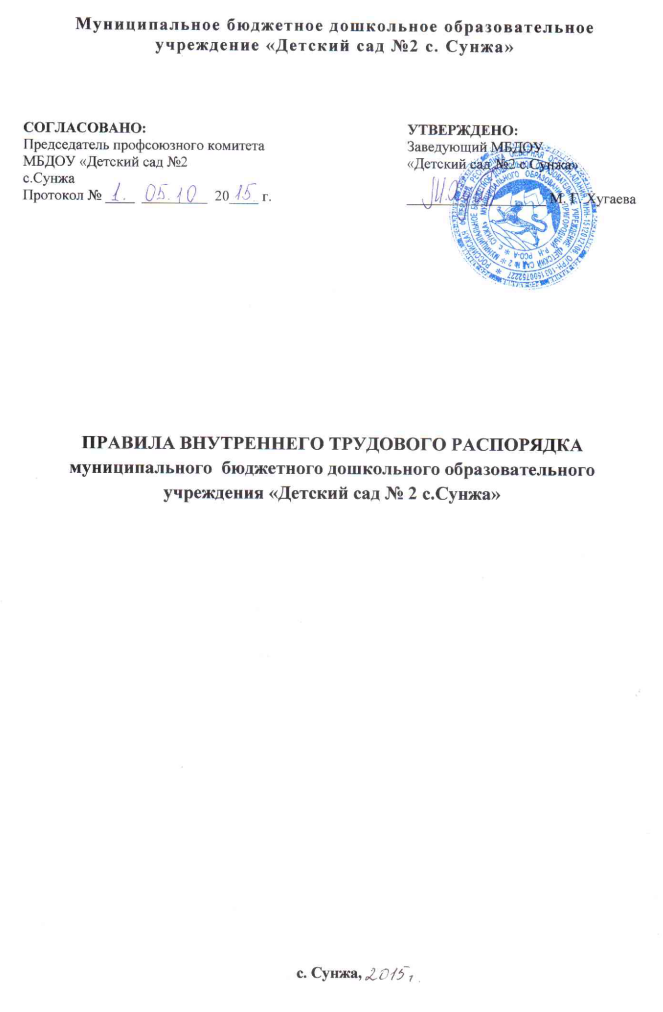 Муниципальное бюджетное дошкольное образовательное
учреждение «Детский сад №2 с. Сунжа»
СОГЛАСОВАНО:
Председатель профсоюзного комитета
МБДОУ «Детский сад №2
с.Сунжа
Протокол № 1. 05.10 2015 г.
УТВЕРЖДЕНО:
Заведующий МБДОУ
«Детский сад №2 с.Сунжа»
М. Г. Хугаева
ПРАВИЛА ВНУТРЕННЕГО ТРУДОВОГО РАСПОРЯДКА
муниципального бюджетного дошкольного образовательного
учреждения «Детский сад № 2 с.Сунжа»
с. Сунжа, 2015г.